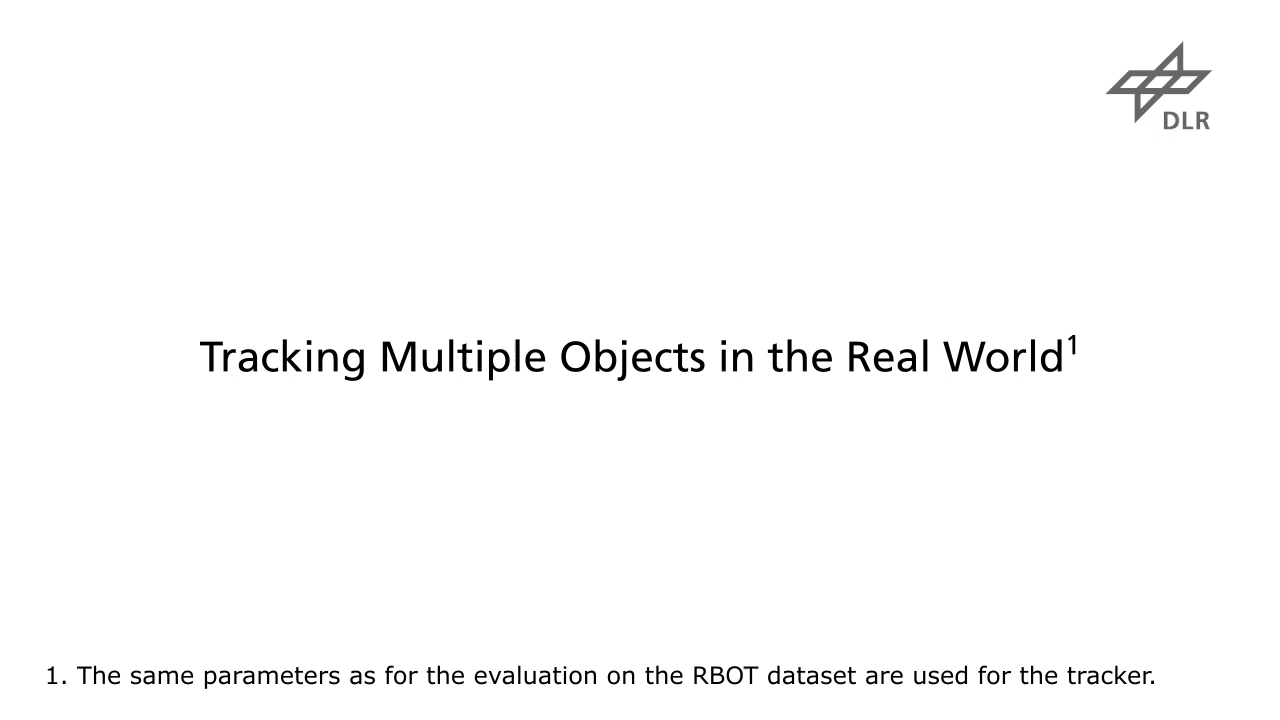 DLR
Tracking Multiple Objects in the Real World¹
1. The same parameters as for the evaluation on the RBOT dataset are used for the tracker.